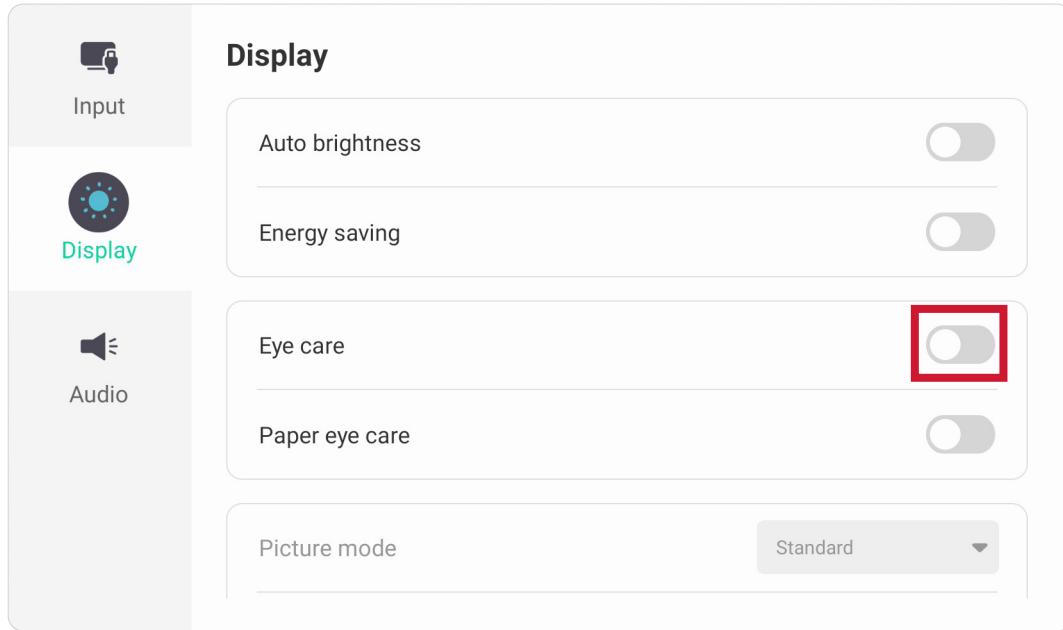 Input
Display
Audio
Display
Auto brightness
Energy saving
Eye care
Paper eye care
Picture mode
Standard